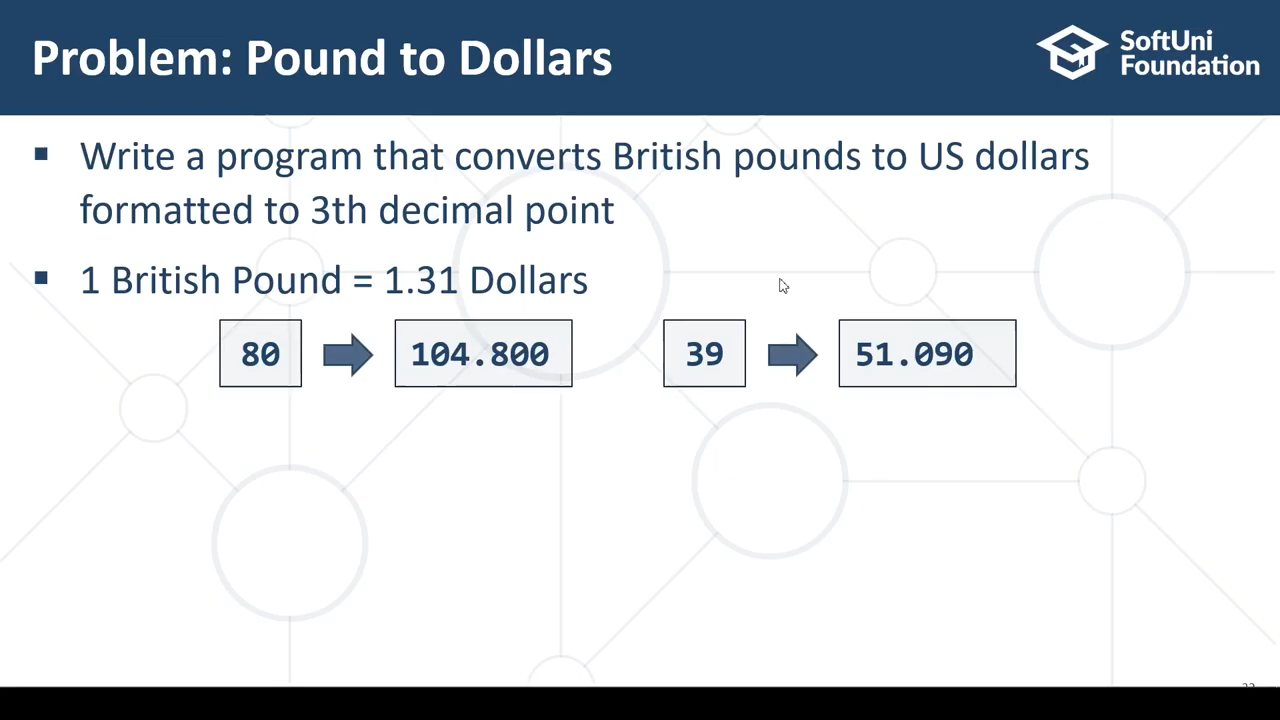 Problem: Pound to Dollars
SoftUni
Foundation
Write a program that converts British pounds to US dollars
formatted to 3th decimal point
1 British Pound = 1.31 Dollars
80 104.800 39 51.090